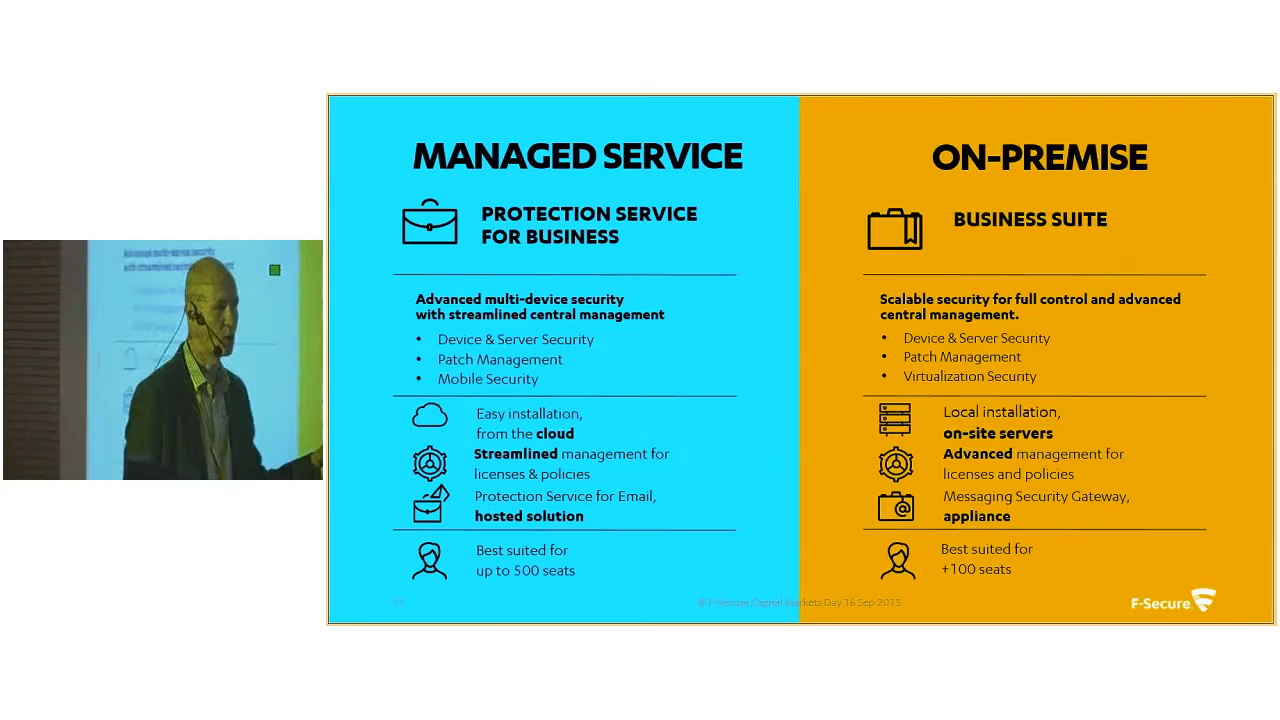 MANAGED SERVICE
PROTECTION SERVICE
FOR BUSINESS
Advanced multi-device security
with streamlined central management
• Device & Server Security
• Patch Management
• Mobile Security
Easy installation,
from the cloud
Streamlined management for
licenses & policies
Protection Service for Email,
hosted solution
Best suited for
up to 500 seats
ON-PREMISE
BUSINESS SUITE
Scalable security for full control and advanced
central management.
• Device & Server Security
• Patch Management
• Virtualization Security
Local installation,
on-site servers
Advanced management for
licenses and policies
Messaging Security Gateway,
appliance
Best suited for
+100 seats
© F-Secure Capital Markets Day 16 Sep 2015
F-Secure